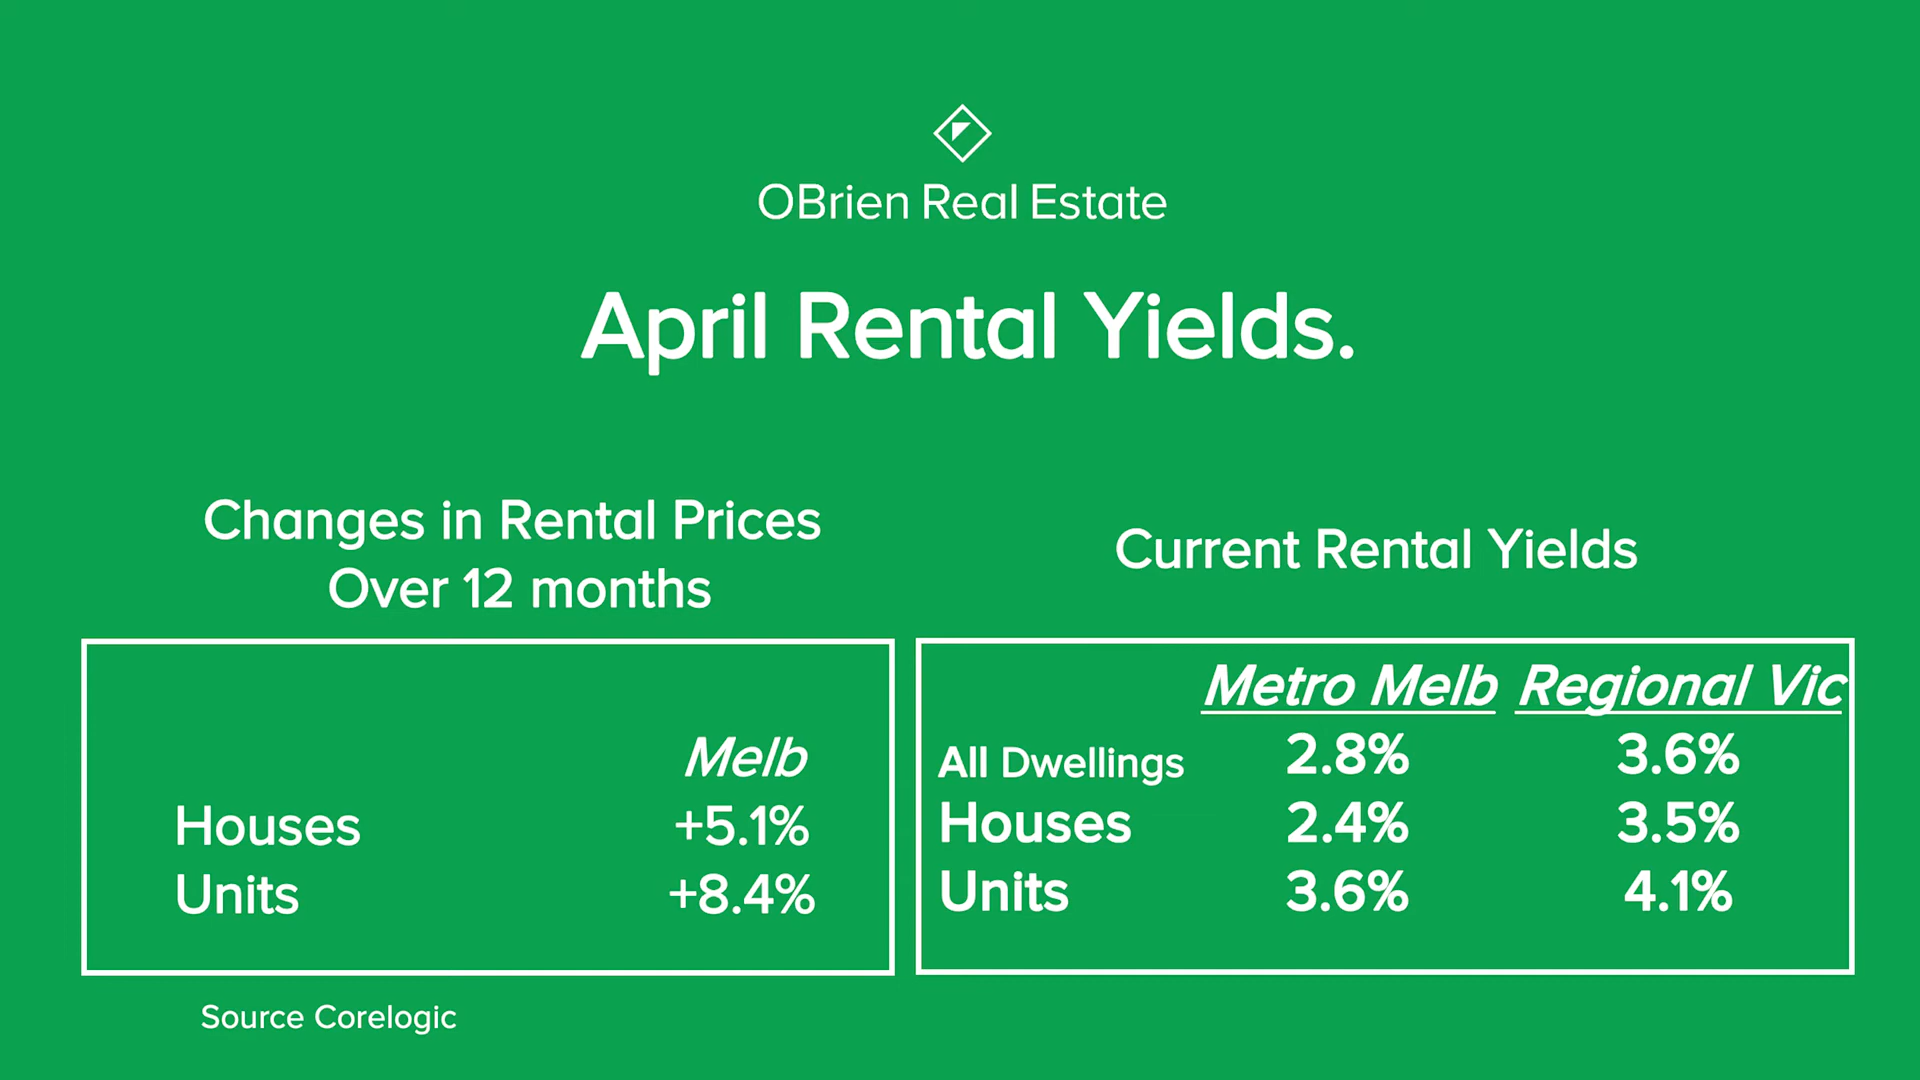 OBrien Real Estate
April Rental Yields.
Changes in Rental Prices
Over 12 months
Melb
Houses +5.1%
Units +8.4%
Current Rental Yields
Metro Melb Regional Vic
All Dwellings 2.8% 3.6%
Houses 2.4% 3.5%
Units 3.6% 4.1%
Source Corelogic